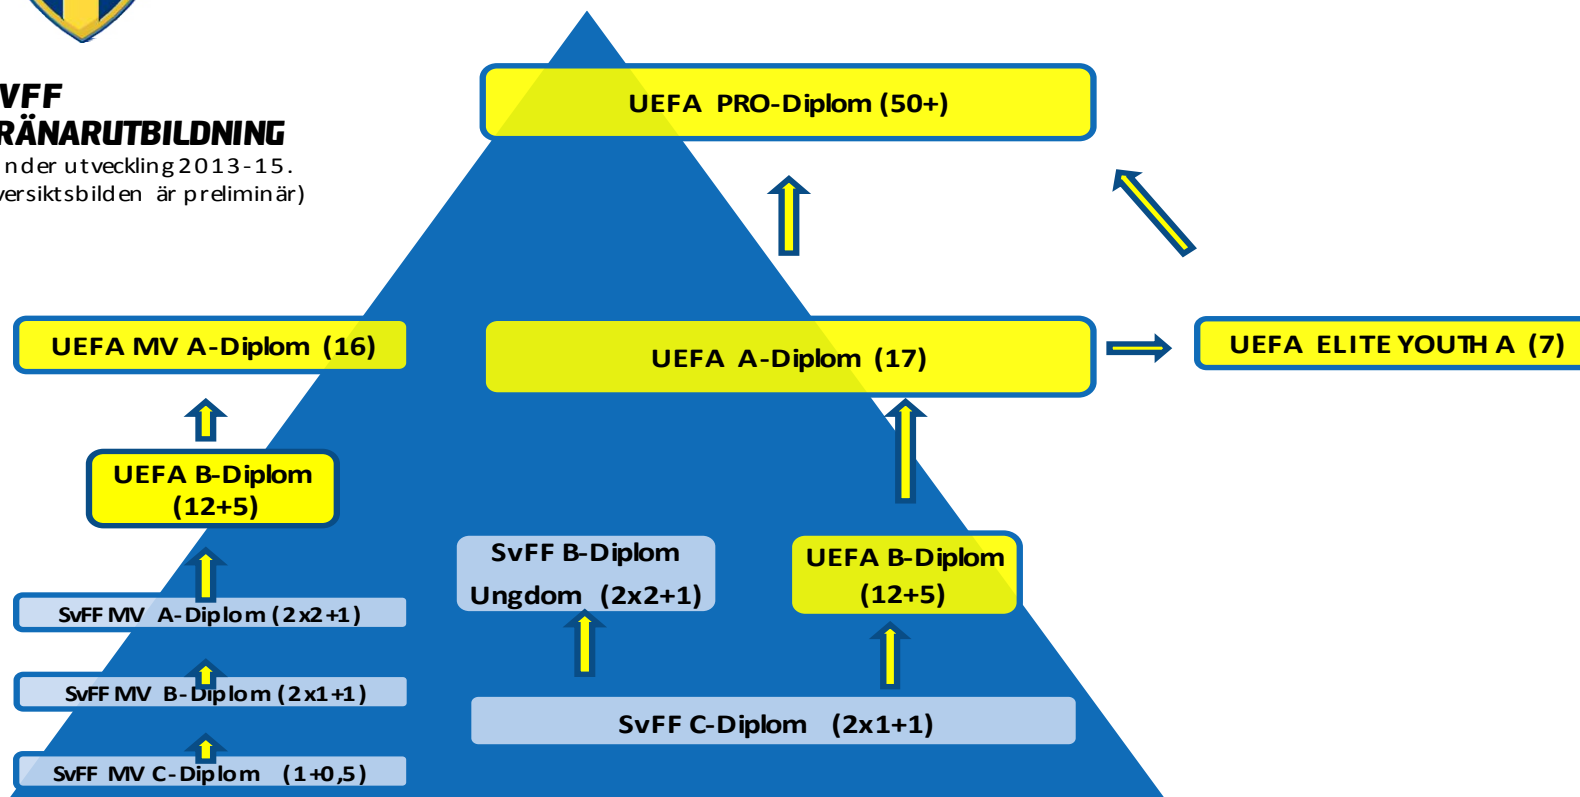 VFF
RÄNARUTBILDNING
nder utveckling 2013-15.
versiktsbilden är preliminär)
UEFA PRO-Diplom (50+)
UEFA MV A-Diplom (16)
UEFA A-Diplom (17)
UEFA ELITE YOUTH A (7)
UEFA B-Diplom
(12+5)
SvFF B-Diplom
Ungdom (2x2+1)
UEFA B-Diplom
(12+5)
SvFF MV A-Diplom (2x2+1)
SvFF MV B-Diplom (2x1+1)
SvFF C-Diplom (2x1+1)
SvFF MV C-Diplom (1+0,5)